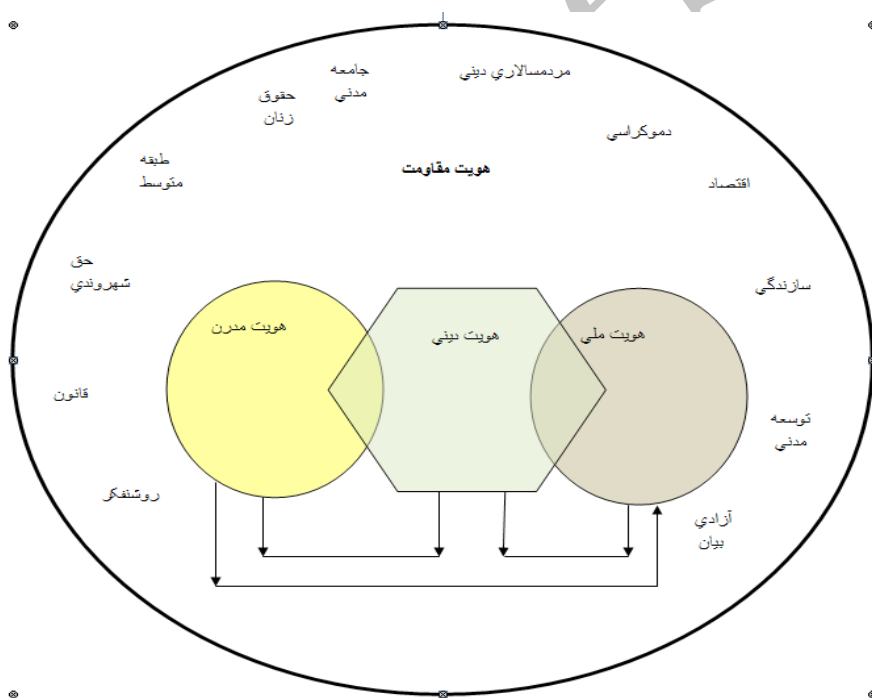 مردمسالاري ديني
جامعه
مدني
حقوق
زنان
دموكراسي
طبقه
متوسط
هويت مقاومت
اقتصاد
حق
شهروندي
سازندگي
هويت مدرن
هويت ديني
هويت ملي
قانون
توسعه
مدني
روشنفكر
آزادي
بيان